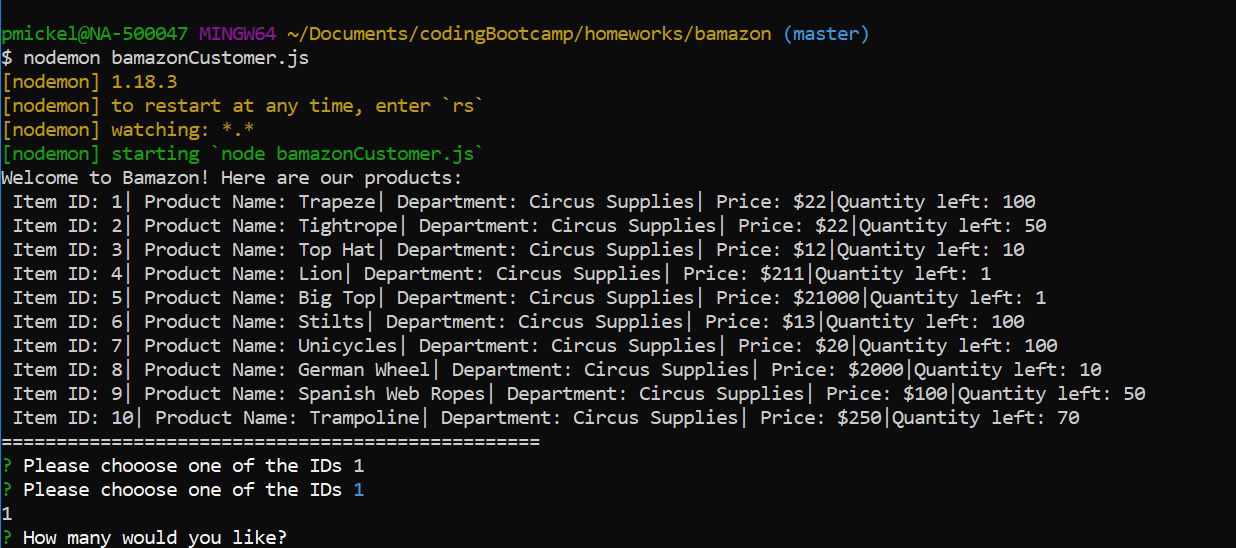 pmickel@NA-500047 MINGW64 ~/Documents/codingBootcamp/homeworks/bamazon (master)
$ nodemon bamazonCustomer.js
[nodemon] 1.18.3
[nodemon] to restart at any time, enter `rs`
[nodemon] watching: *.*
[nodemon] starting `node bamazonCustomer.js`
Welcome to Bamazon! Here are our products:
 Item ID: 1| Product Name: Trapeze| Department: Circus Supplies| Price: $22|Quantity left: 100
 Item ID: 2| Product Name: Tightrope| Department: Circus Supplies| Price: $22|Quantity left: 50
 Item ID: 3| Product Name: Top Hat| Department: Circus Supplies| Price: $12|Quantity left: 10
 Item ID: 4| Product Name: Lion| Department: Circus Supplies| Price: $211|Quantity left: 1
 Item ID: 5| Product Name: Big Top| Department: Circus Supplies| Price: $21000|Quantity left: 1
 Item ID: 6| Product Name: Stilts| Department: Circus Supplies| Price: $13|Quantity left: 100
 Item ID: 7| Product Name: Unicycles| Department: Circus Supplies| Price: $20|Quantity left: 100
 Item ID: 8| Product Name: German Wheel| Department: Circus Supplies| Price: $2000|Quantity left: 10
 Item ID: 9| Product Name: Spanish Web Ropes| Department: Circus Supplies| Price: $100|Quantity left: 50
 Item ID: 10| Product Name: Trampoline| Department: Circus Supplies| Price: $250|Quantity left: 70
=================================================
? Please chooose one of the IDs 1
? Please chooose one of the IDs 1
1
? How many would you like?